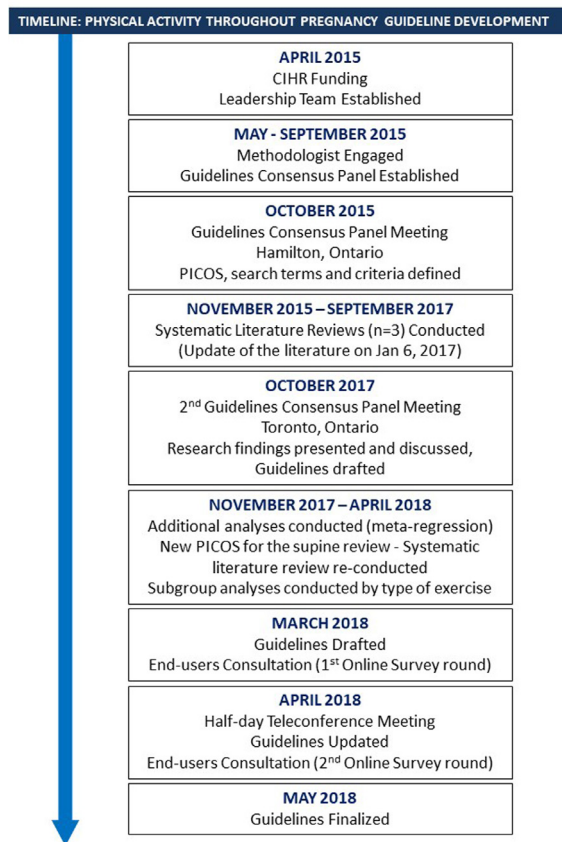 TIMELINE: PHYSICAL ACTIVITY THROUGHOUT PREGNANCY GUIDELINE DEVELOPMENT
APRIL 2015
CIHR Funding
Leadership Team Established
MAY - SEPTEMBER 2015
Methodologist Engaged
Guidelines Consensus Panel Established
OCTOBER 2015
Guidelines Consensus Panel Meeting
Hamilton, Ontario
PICOS, search terms and criteria defined
NOVEMBER 2015 – SEPTEMBER 2017
Systematic Literature Reviews (n=3) Conducted
(Update of the literature on Jan 6, 2017)
OCTOBER 2017
2nd Guidelines Consensus Panel Meeting
Toronto, Ontario
Research findings presented and discussed,
Guidelines drafted
NOVEMBER 2017 – APRIL 2018
Additional analyses conducted (meta-regression)
New PICOS for the supine review - Systematic
literature review re-conducted
Subgroup analyses conducted by type of exercise
MARCH 2018
Guidelines Drafted
End-users Consultation (1st Online Survey round)
APRIL 2018
Half-day Teleconference Meeting
Guidelines Updated
End-users Consultation (2nd Online Survey round)
MAY 2018
Guidelines Finalized